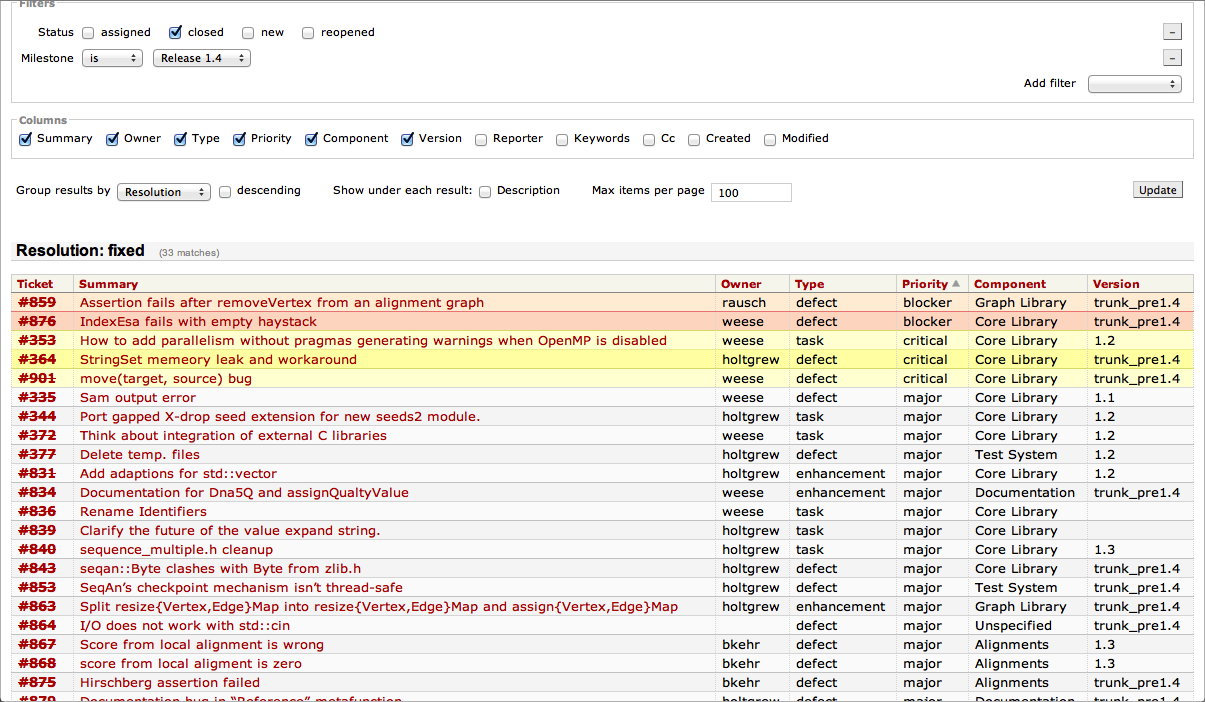 Filters
Status assigned closed new reopened –
Milestone is Release 1.4 –
Add filter
Columns
Summary Owner Type Priority Component Version Reporter Keywords Cc Created Modified
Group results by Resolution descending Show under each result: Description Max items per page 100 Update
Resolution: fixed (33 matches)
Ticket Summary Owner Type Priority Component Version
#859 Assertion fails after removeVertex from an alignment graph rausch defect blocker Graph Library trunk_pre1.4
#876 IndexEsa fails with empty haystack weese defect blocker Core Library trunk_pre1.4
#353 How to add parallelism without pragmas generating warnings when OpenMP is disabled weese task critical Core Library 1.2
#364 StringSet memeory leak and workaround holtgrew defect critical Core Library trunk_pre1.4
#901 move(target, source) bug weese defect critical Core Library trunk_pre1.4
#335 Sam output error weese defect major Core Library 1.1
#344 Port gapped X-drop seed extension for new seeds2 module. holtgrew task major Core Library 1.2
#372 Think about integration of external C libraries weese task major Core Library 1.2
#377 Delete temp. files holtgrew defect major Test System 1.2
#831 Add adaptions for std::vector holtgrew enhancement major Core Library 1.2
#834 Documentation for Dna5Q and assignQualtyValue weese enhancement major Documentation trunk_pre1.4
#836 Rename Identifiers weese task major Core Library
#839 Clarify the future of the value expand string. holtgrew task major Core Library
#840 sequence_multiple.h cleanup holtgrew task major Core Library 1.3
#843 seqan::Byte clashes with Byte from zlib.h holtgrew defect major Core Library trunk_pre1.4
#853 SeqAn’s checkpoint mechanism isn’t thread-safe holtgrew defect major Test System trunk_pre1.4
#863 Split resize{Vertex,Edge}Map into resize{Vertex,Edge}Map and assign{Vertex,Edge}Map holtgrew enhancement major Graph Library trunk_pre1.4
#864 I/O does not work with std::cin defect major Unspecified trunk_pre1.4
#867 Score from local alignment is wrong bkehr defect major Alignments 1.3
#868 score from local aligment is zero bkehr defect major Alignments 1.3
#875 Hirschberg assertion failed bkehr defect major Alignments trunk_pre1.4
#879 Documentation bug in “Reference” metafunction holtgrew defect major Documentation trunk_pre1.4